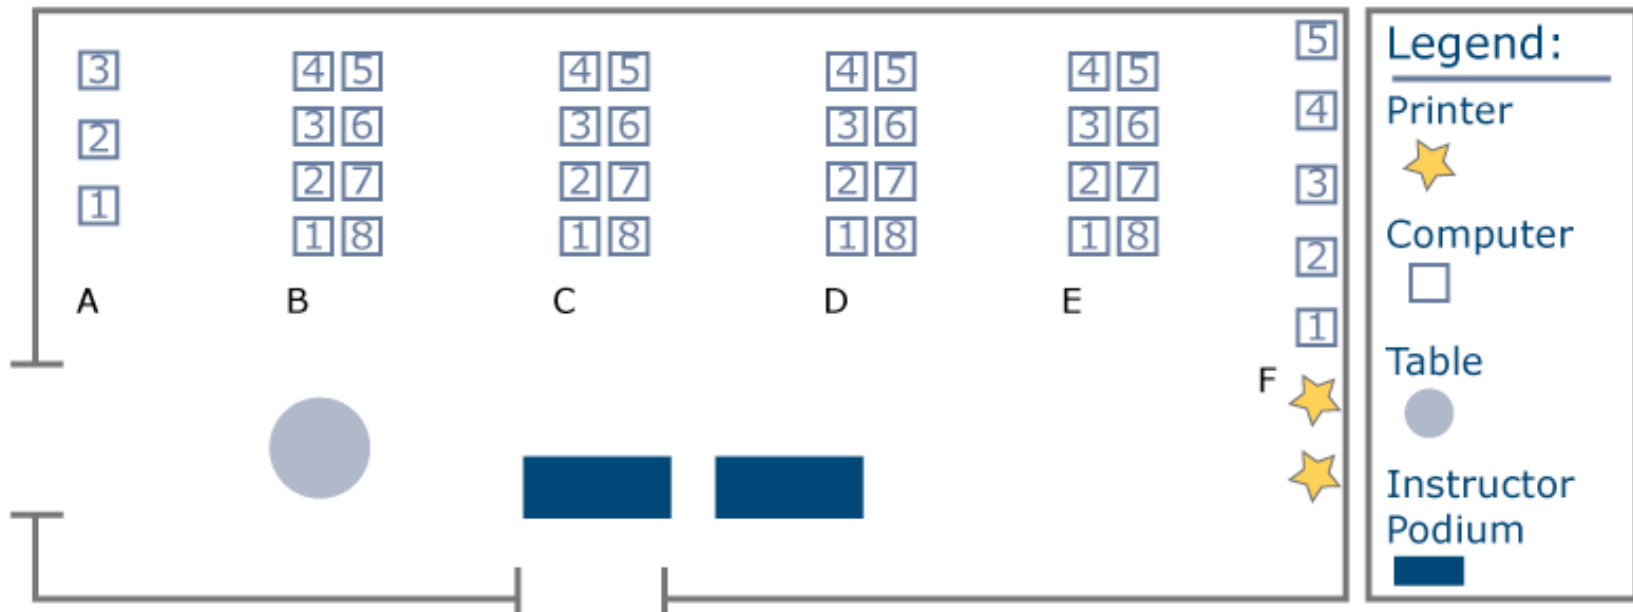 5
3 4 5 4 5 4 5 4 5
4
2 3 6 3 6 3 6 3 6
3
1 2 7 2 7 2 7 2 7
1 8 1 8 1 8 1 8
2
A B C D E
1
F
Legend:
Printer
Computer
Table
Instructor
Podium